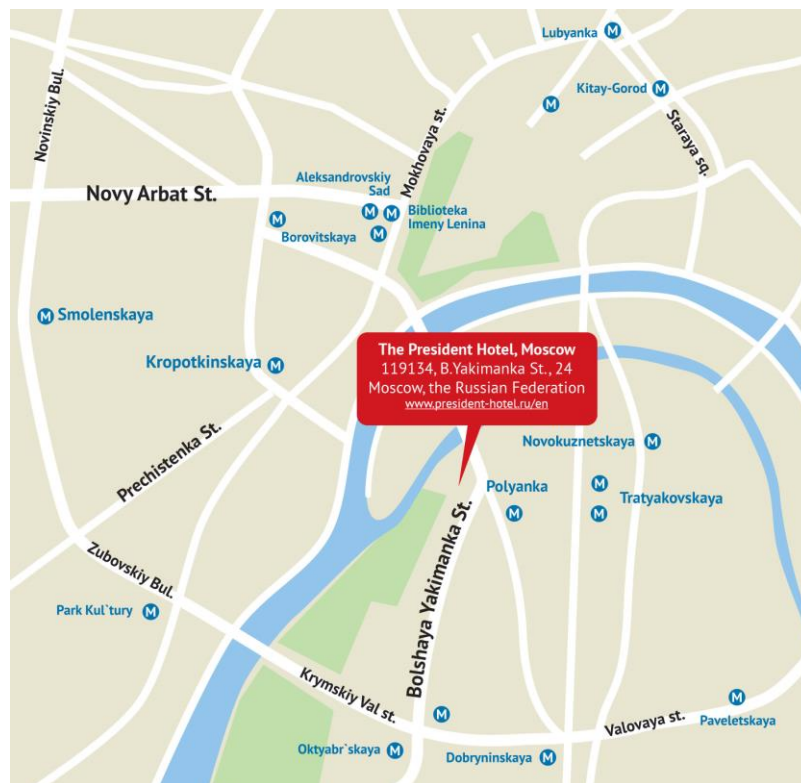 Lubyanka
M
Kitay-Gorod
M
M
Novinskiy Bul.
Mokhovaya st.
Staraya sq.
Novy Arbat St.
Aleksandrovskiy
Sad
M
M
Biblioteka
Imeny Lenina
M
Borovitskaya
M
M
Smolenskaya
Kropotkinskaya
M
The President Hotel, Moscow
119134, B.Yakimanka St., 24
Moscow, the Russian Federation
www.president-hotel.ru/en
Prechistenka St.
Novokuznetskaya
M
Polyanka
M
M
M
Tratyakovskaya
Bolshaya Yakimanka St.
Zubovskiy Bul.
Park Kul`tury
M
Krymskiy Val st.
M
Oktyabr`skaya
M
Dobryninskaya
M
Valovaya st.
M
Paveletskaya